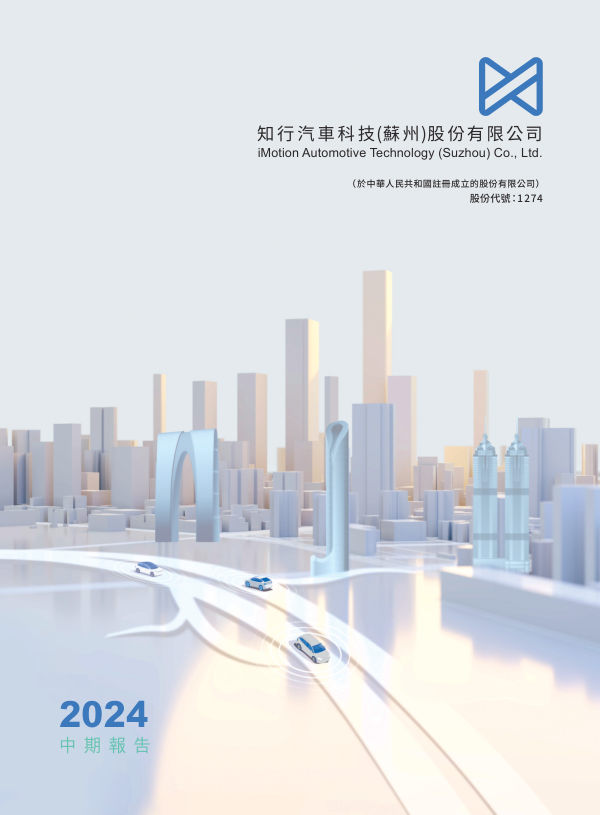 知行汽車科技(蘇州)股份有限公司
iMotion Automotive Technology (Suzhou) Co., Ltd.
（於中華人民共和國註冊成立的股份有限公司）
股份代號：1274
2024
中期報告